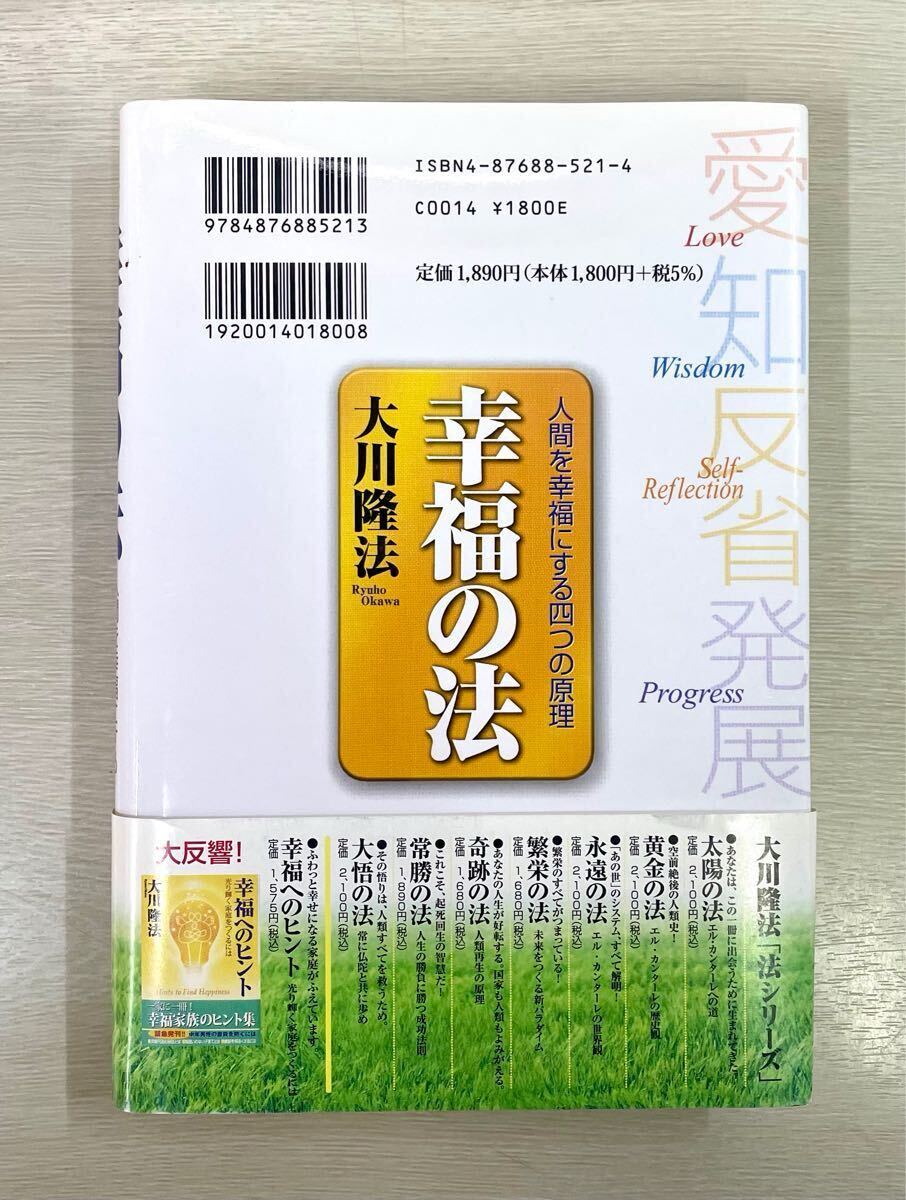 ISBN4-87688-521-4
C0014 ¥1800E
9784876885213
定価1,890円(本体1,800円+税5%)
1920014018008
愛
Love
知
Wisdom
反省
Self-
Reflection
発展
Progress
人間を幸福にする四つの原理
幸福の法
大川隆法
Ryuho
Okawa
大川隆法「法シリーズ」
●あなたは、この一冊に出会うために生まれてきた。
太陽の法 エル・カンターレへの道
定価 2,100円(税込)
●空前絶後の人類史!
黄金の法 エル・カンターレの歴史観
定価 2,100円(税込)
●「あの世」のシステム、すべて解明!
永遠の法 エル・カンターレの世界観
定価 2,100円(税込)
●繁栄のすべてがつまっている!
繁栄の法 未来をつくる新パラダイム
定価 1,680円(税込)
●あなたの人生が好転する。国家も人類もよみがえる。
奇跡の法 人類再生の原理
定価 1,680円(税込)
●これこそ、起死回生の智慧だ!
常勝の法 人生の勝負に勝つ成功法則
定価 1,890円(税込)
●その悟りは、人類すべてを救うため。
大悟の法 常に仏陀と共に歩め
定価 2,100円(税込)
●ふわっと幸せになる家庭がふえています。
幸福へのヒント 光り輝く家庭をつくるには
定価 1,575円(税込)
大反響!
幸福へのヒント
光り輝く家庭をつくるには
大川隆法
Hints to Find Happiness
一家に一冊!
幸福家族のヒント集
緊急発刊!!